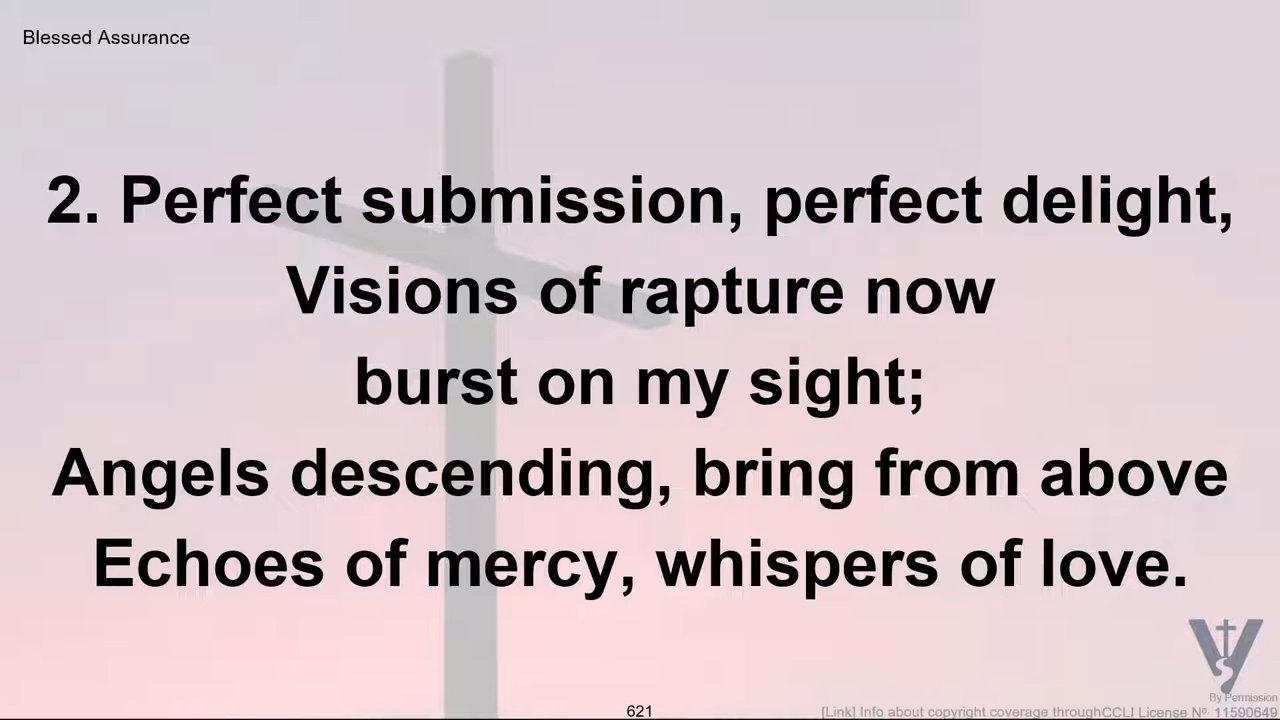 Blessed Assurance
2. Perfect submission, perfect delight,
Visions of rapture now
burst on my sight;
Angels descending, bring from above
Echoes of mercy, whispers of love.
By Permission
621
[Link] Info about copyright coverage throughCCLI License Nº. 11590649